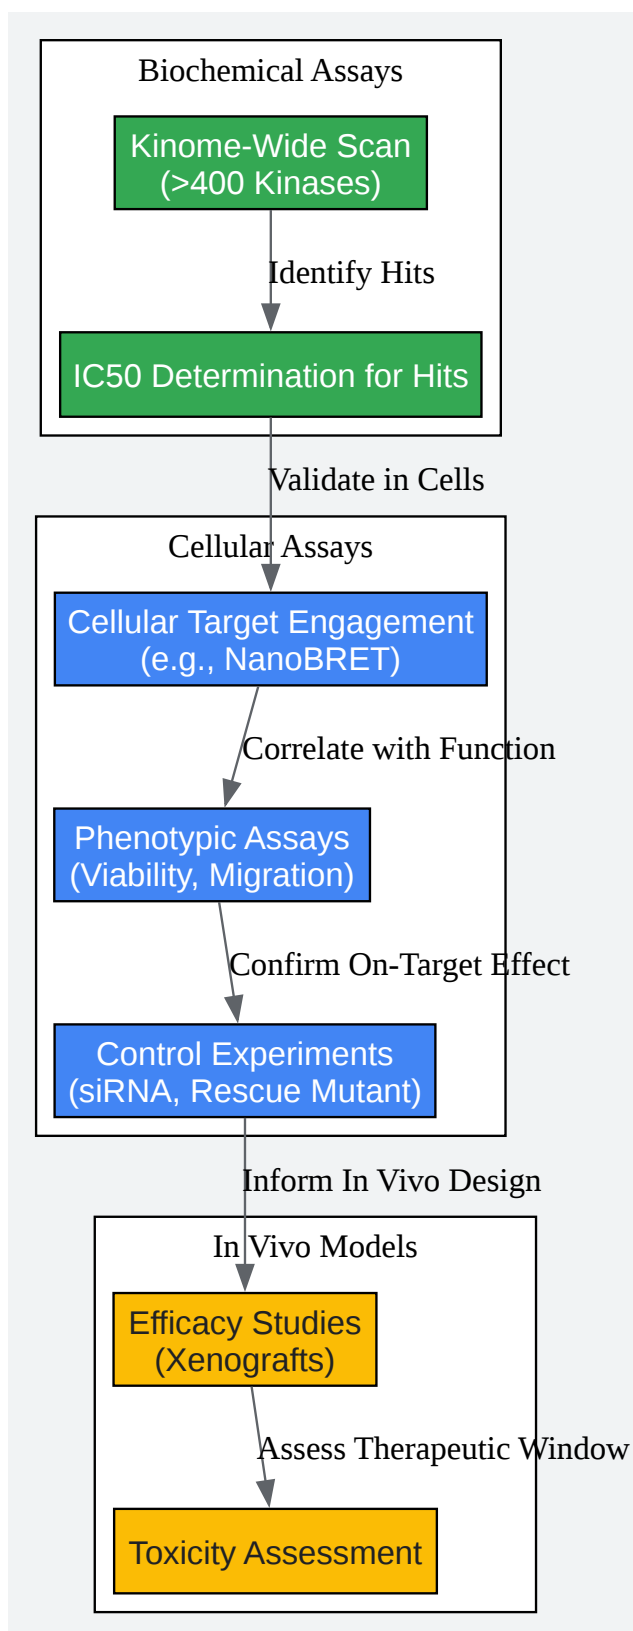 Biochemical Assays
Kinome-Wide Scan
(>400 Kinases)
Identify Hits
IC50 Determination for Hits
Validate in Cells
Cellular Assays
Cellular Target Engagement
(e.g., NanoBRET)
Correlate with Function
Phenotypic Assays
(Viability, Migration)
Confirm On-Target Effect
Control Experiments
(siRNA, Rescue Mutant)
Inform In Vivo Design
In Vivo Models
Efficacy Studies
(Xenografts)
Assess Therapeutic Window
Toxicity Assessment